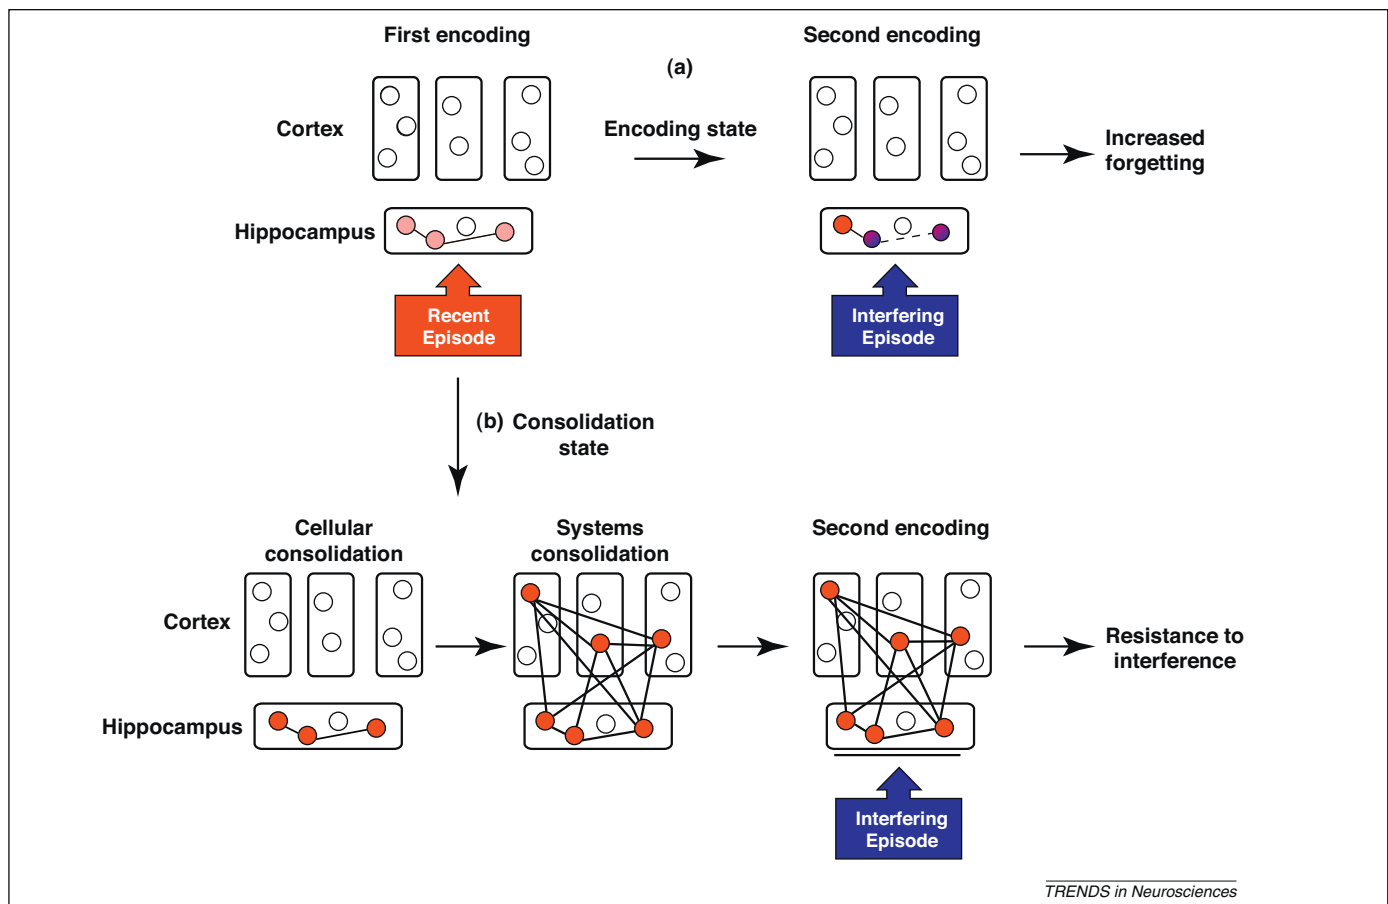 First encoding
Second encoding
(a)
Cortex
Encoding state
Increased
forgetting
Hippocampus
Recent
Episode
Interfering
Episode
(b) Consolidation
state
Cellular
consolidation
Systems
consolidation
Second encoding
Cortex
Resistance to
interference
Hippocampus
Interfering
Episode
TRENDS in Neurosciences